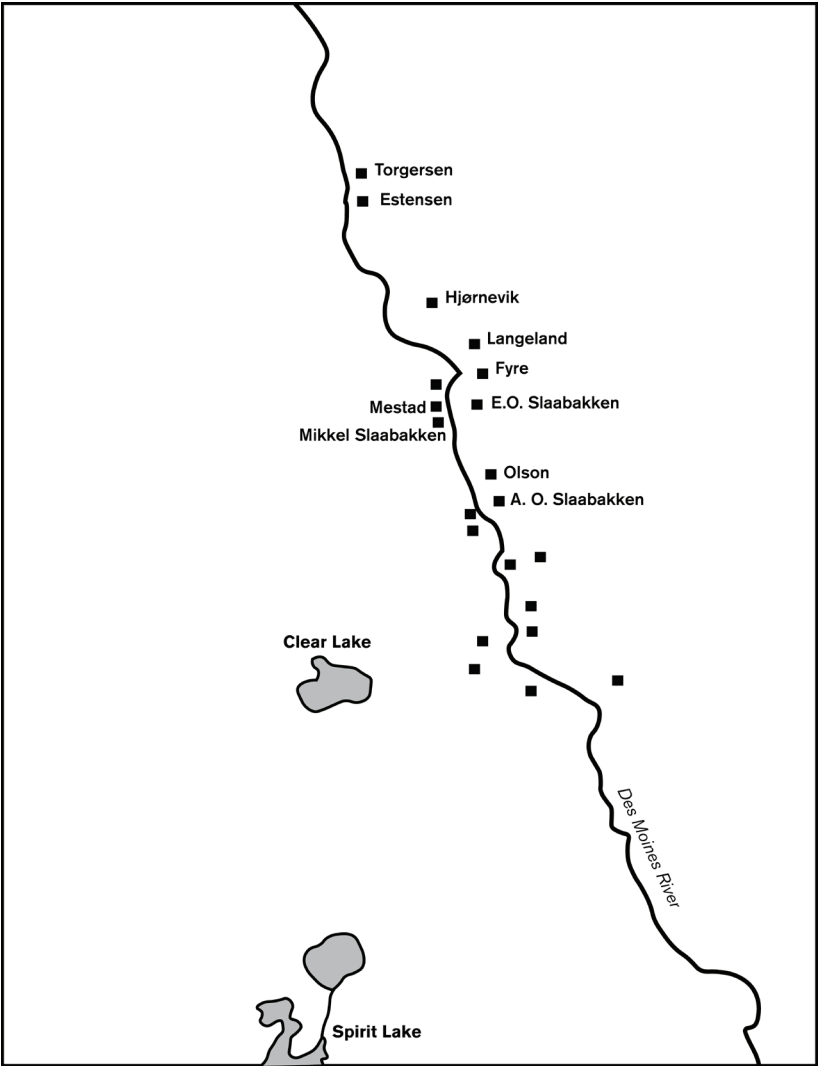 Torgersen
Estensen
Hjørnevik
Langeland
Fyre
E.O. Slaabakken
Mestad
Mikkel Slaabakken
Olson
A. O. Slaabakken
Clear Lake
Des Moines River
Spirit Lake